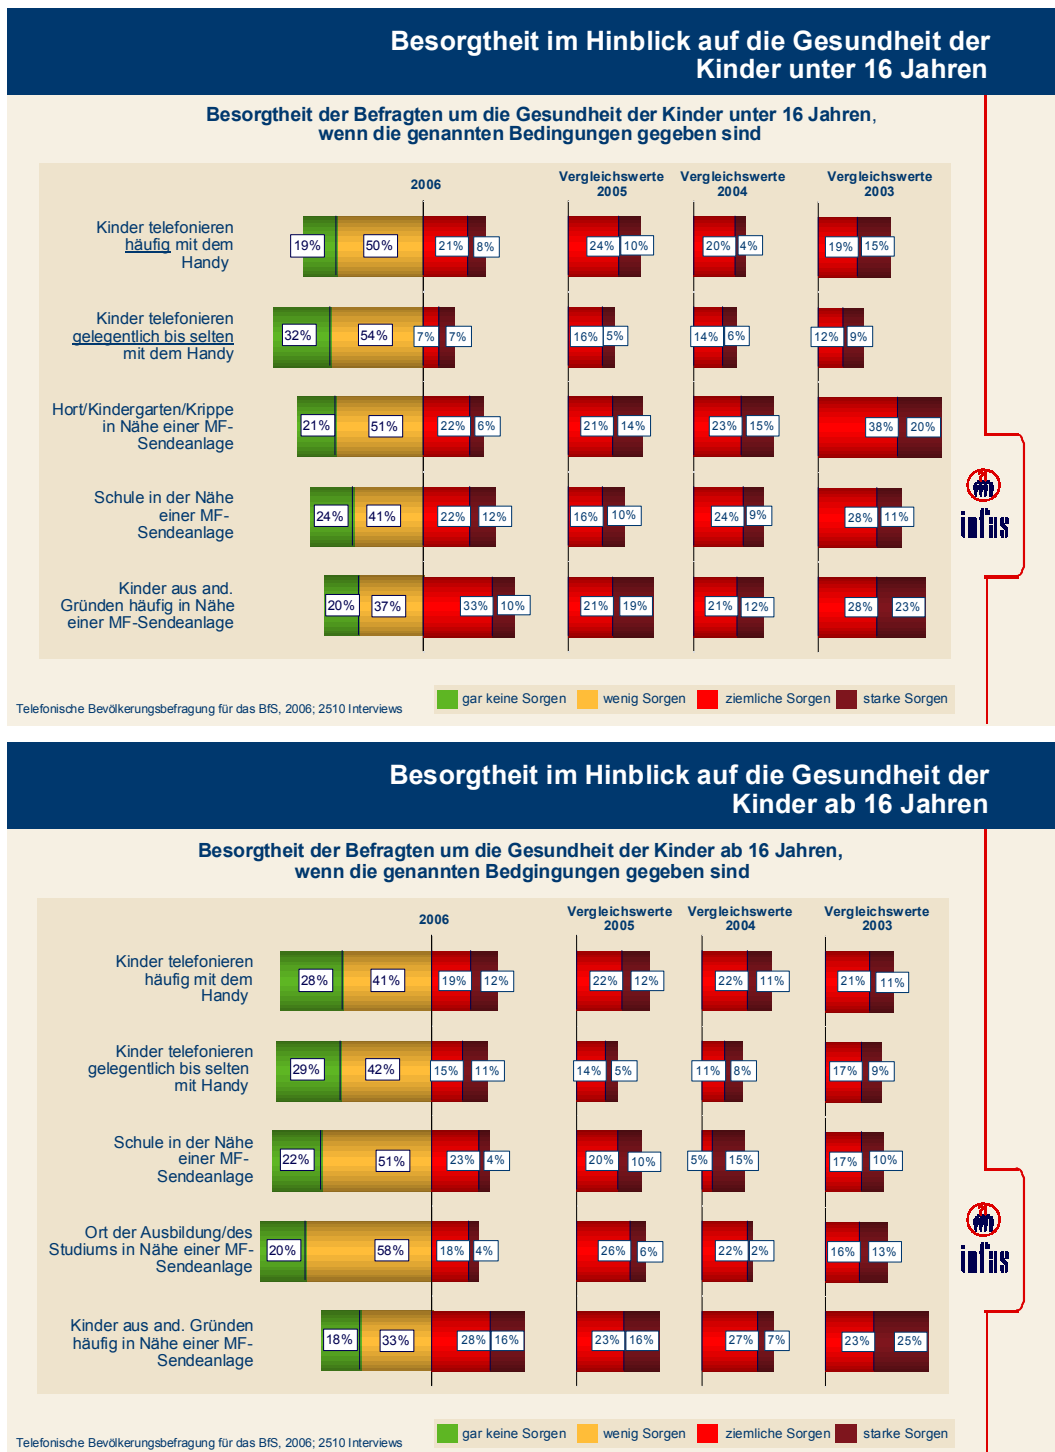 Besorgtheit im Hinblick auf die Gesundheit der
Kinder unter 16 Jahren
Besorgtheit der Befragten um die Gesundheit der Kinder unter 16 Jahren,
wenn die genannten Bedingungen gegeben sind
2006
Vergleichswerte
2005
Vergleichswerte
2004
Vergleichswerte
2003
Kinder telefonieren
häufig mit dem
Handy
19% 50% 21% 8% 24% 10% 20% 4% 19% 15%
Kinder telefonieren
gelegentlich bis selten
mit dem Handy
32% 54% 7% 7% 16% 5% 14% 6% 12% 9%
Hort/Kindergarten/Krippe
in Nähe einer MF-
Sendeanlage
21% 51% 22% 6% 21% 14% 23% 15% 38% 20%
Schule in der Nähe
einer MF-
Sendeanlage
24% 41% 22% 12% 16% 10% 24% 9% 28% 11%
Kinder aus and.
Gründen häufig in Nähe
einer MF-Sendeanlage
20% 37% 33% 10% 21% 19% 21% 12% 28% 23%
infas
gar keine Sorgen wenig Sorgen ziemliche Sorgen starke Sorgen
Telefonische Bevölkerungsbefragung für das BfS, 2006; 2510 Interviews
Besorgtheit im Hinblick auf die Gesundheit der
Kinder ab 16 Jahren
Besorgtheit der Befragten um die Gesundheit der Kinder ab 16 Jahren,
wenn die genannten Bedgingungen gegeben sind
2006
Vergleichswerte
2005
Vergleichswerte
2004
Vergleichswerte
2003
Kinder telefonieren
häufig mit dem
Handy
28% 41% 19% 12% 22% 12% 22% 11% 21% 11%
Kinder telefonieren
gelegentlich bis selten
mit Handy
29% 42% 15% 11% 14% 5% 11% 8% 17% 9%
Schule in der Nähe
einer MF-
Sendeanlage
22% 51% 23% 4% 20% 10% 5% 15% 17% 10%
Ort der Ausbildung/des
Studiums in Nähe einer MF-
Sendeanlage
20% 58% 18% 4% 26% 6% 22% 2% 16% 13%
Kinder aus and. Gründen
häufig in Nähe einer MF-
Sendeanlage
18% 33% 28% 16% 23% 16% 27% 7% 23% 25%
infas
gar keine Sorgen wenig Sorgen ziemliche Sorgen starke Sorgen
Telefonische Bevölkerungsbefragung für das BfS, 2006; 2510 Interviews